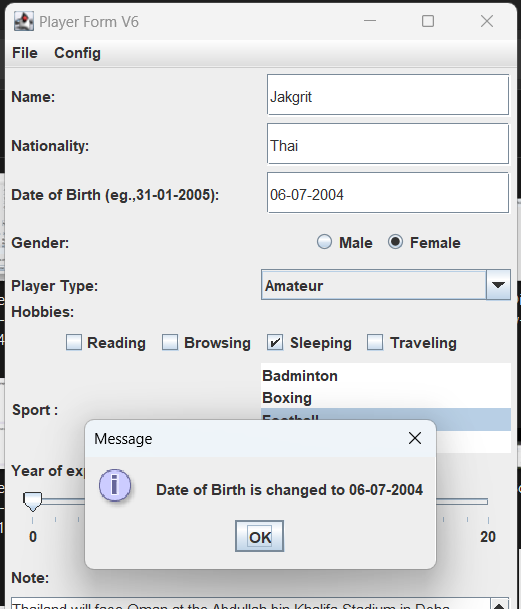 Player Form V6
File Config
Name: Jakgrit
Nationality: Thai
Date of Birth (eg.,31-01-2005): 06-07-2004
Gender: Male Female
Player Type: Amateur
Hobbies:
Reading Browsing Sleeping Traveling
Badminton
Boxing
Sport : Football
Message
Year of exp
Date of Birth is changed to 06-07-2004
OK
0 20
Note:
Thailand will face Oman at the Abdullah bin Khalifa Stadium in Doha